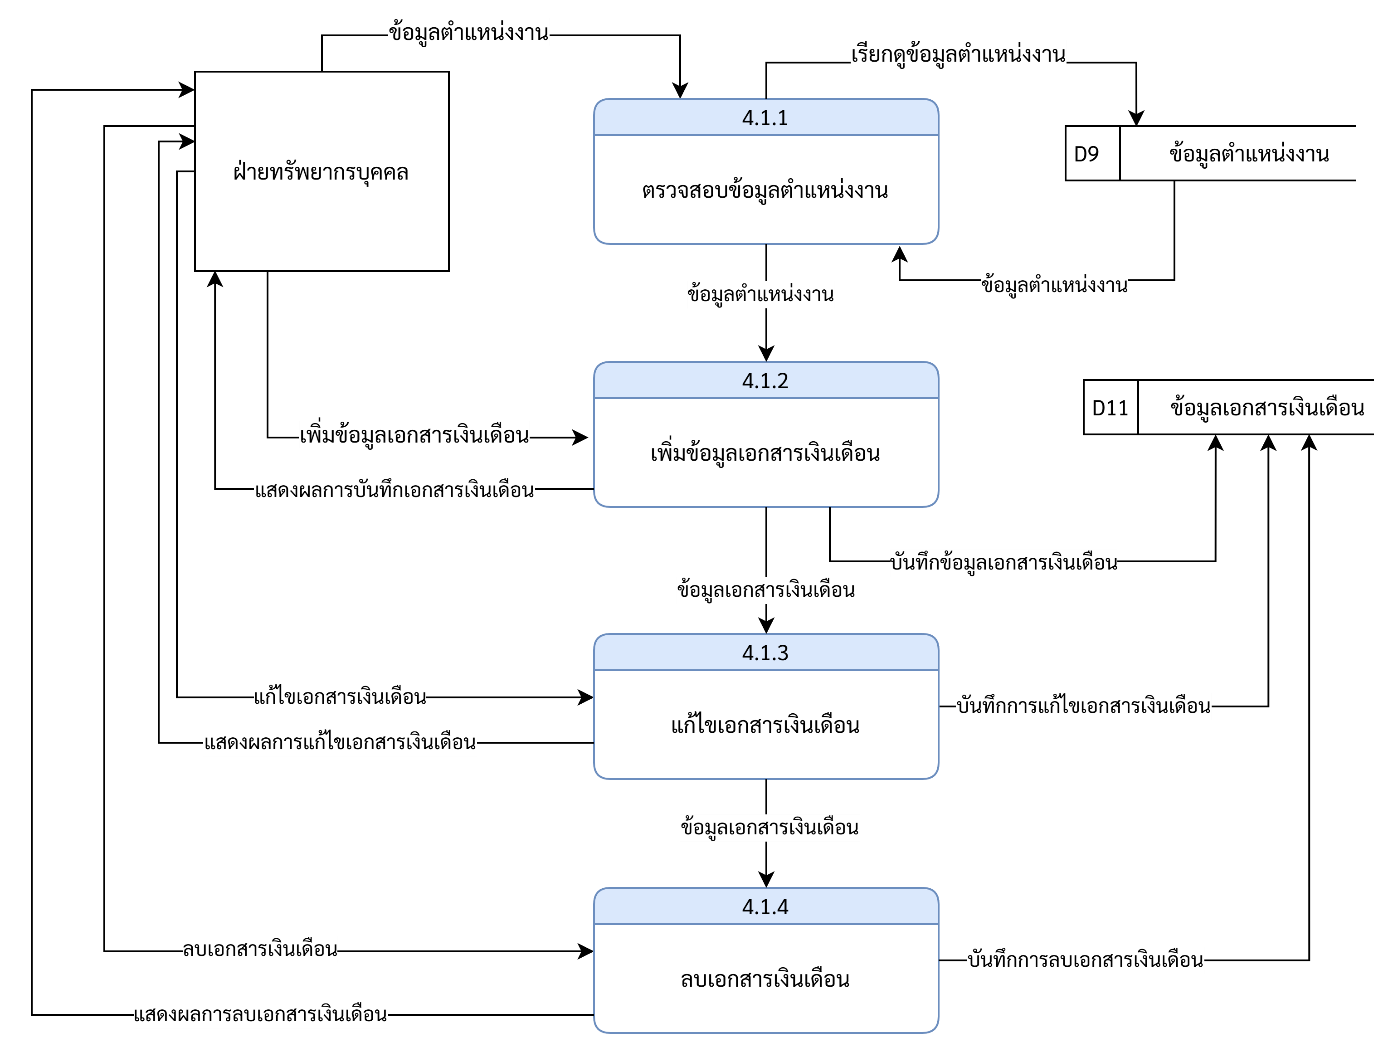 ข้อมูลตำแหน่งงาน
เรียกดูข้อมูลตำแหน่งงาน
4.1.1
D9
ข้อมูลตำแหน่งงาน
ฝ่ายทรัพยากรบุคคล
ตรวจสอบข้อมูลตำแหน่งงาน
ข้อมูลตำแหน่งงาน
ข้อมูลตำแหน่งงาน
4.1.2
D11
ข้อมูลเอกสารเงินเดือน
เพิ่มข้อมูลเอกสารเงินเดือน
เพิ่มข้อมูลเอกสารเงินเดือน
แสดงผลการบันทึกเอกสารเงินเดือน
บันทึกข้อมูลเอกสารเงินเดือน
ข้อมูลเอกสารเงินเดือน
4.1.3
แก้ไขเอกสารเงินเดือน
บันทึกการแก้ไขเอกสารเงินเดือน
แก้ไขเอกสารเงินเดือน
แสดงผลการแก้ไขเอกสารเงินเดือน
ข้อมูลเอกสารเงินเดือน
4.1.4
ลบเอกสารเงินเดือน
บันทึกการลบเอกสารเงินเดือน
ลบเอกสารเงินเดือน
แสดงผลการลบเอกสารเงินเดือน